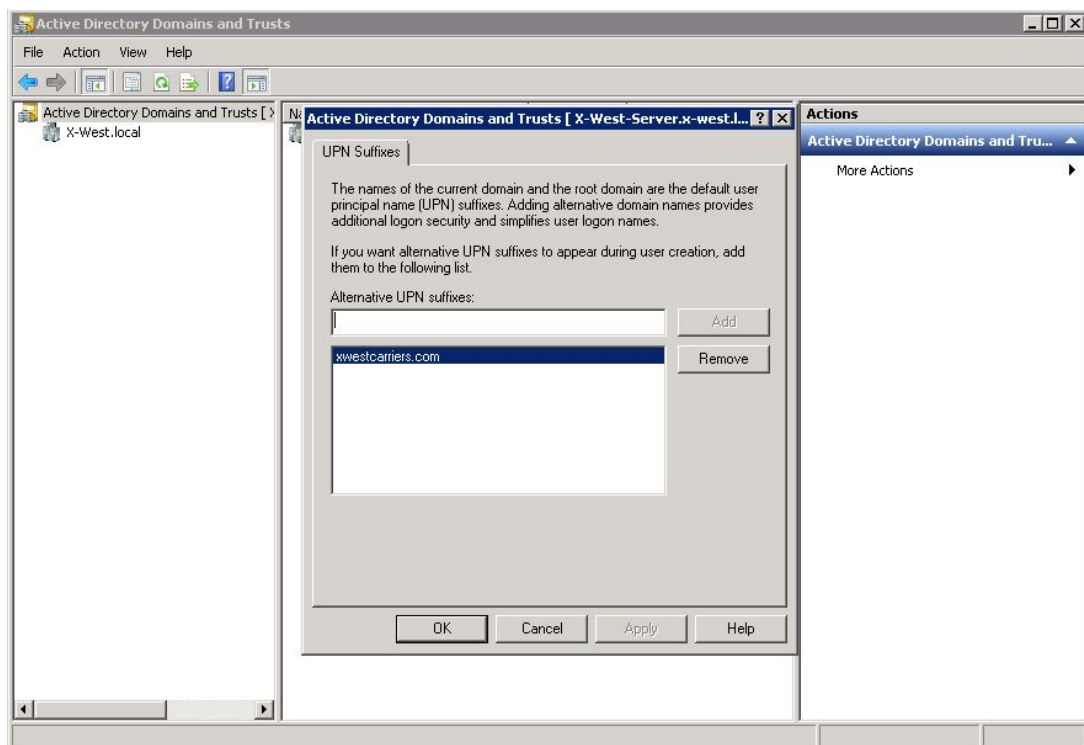 Active Directory Domains and Trusts
File Action View Help
Active Directory Domains and Trusts [
X-West.local
Active Directory Domains and Trusts [ X-West-Server.x-west.l...
UPN Suffixes
The names of the current domain and the root domain are the default user
principal name (UPN) suffixes. Adding alternative domain names provides
additional logon security and simplifies user logon names.
If you want alternative UPN suffixes to appear during user creation, add
them to the following list.
Alternative UPN suffixes:
Add
xwestcarriers.com
Remove
OK Cancel Apply Help
Actions
Active Directory Domains and Tru...
More Actions